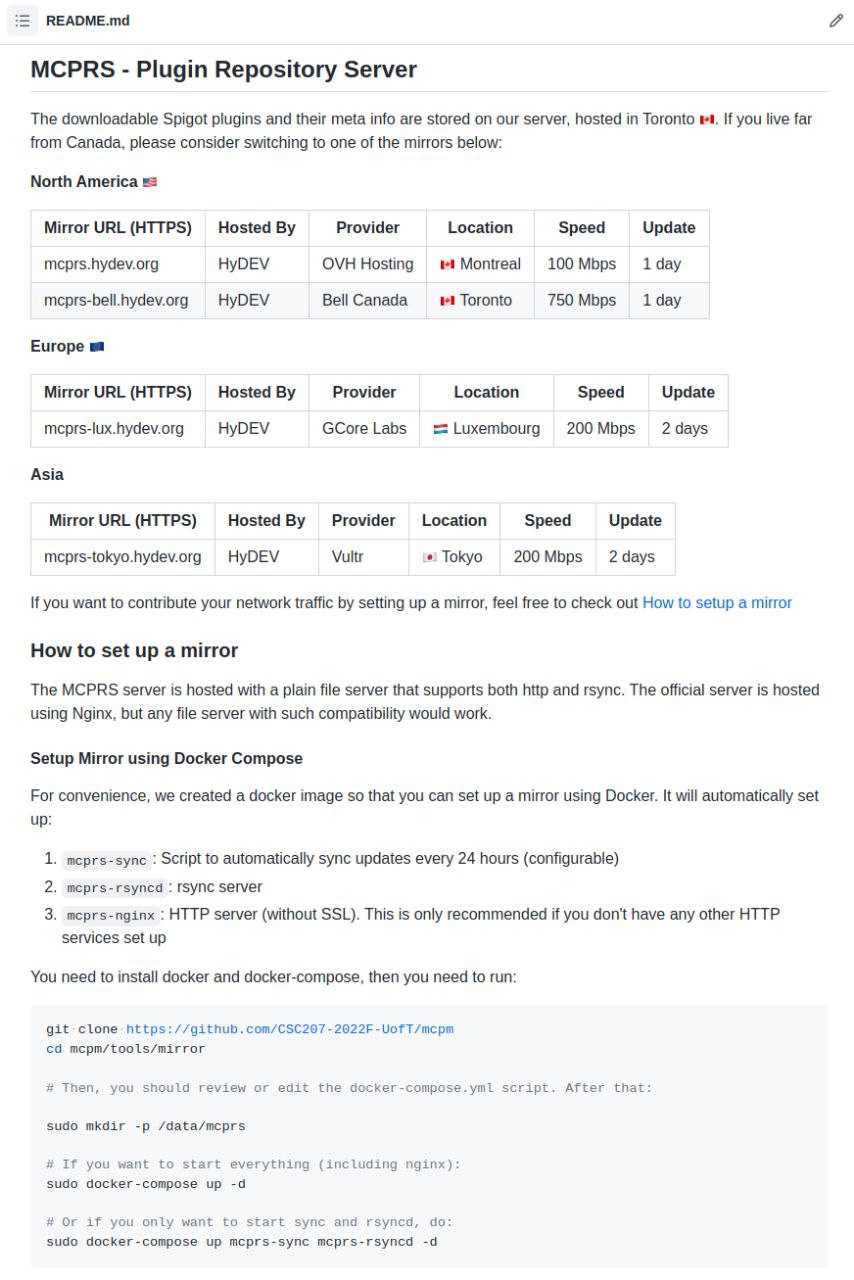 README.md
MCPRS - Plugin Repository Server
The downloadable Spigot plugins and their meta info are stored on our server, hosted in Toronto 🇨🇦. If you live far
from Canada, please consider switching to one of the mirrors below:
North America 🇺🇸
Mirror URL (HTTPS) Hosted By Provider Location Speed Update
mcprs.hydev.org HyDEV OVH Hosting 🇨🇦 Montreal 100 Mbps 1 day
mcprs-bell.hydev.org HyDEV Bell Canada 🇨🇦 Toronto 750 Mbps 1 day
Europe 🇪🇺
Mirror URL (HTTPS) Hosted By Provider Location Speed Update
mcprs-lux.hydev.org HyDEV GCore Labs 🇱🇺 Luxembourg 200 Mbps 2 days
Asia
Mirror URL (HTTPS) Hosted By Provider Location Speed Update
mcprs-tokyo.hydev.org HyDEV Vultr 🇯🇵 Tokyo 200 Mbps 2 days
If you want to contribute your network traffic by setting up a mirror, feel free to check out How to setup a mirror
How to set up a mirror
The MCPRS server is hosted with a plain file server that supports both http and rsync. The official server is hosted
using Nginx, but any file server with such compatibility would work.
Setup Mirror using Docker Compose
For convenience, we created a docker image so that you can set up a mirror using Docker. It will automatically set
up:
1. mcprs-sync: Script to automatically sync updates every 24 hours (configurable)
2. mcprs-rsyncd: rsync server
3. mcprs-nginx: HTTP server (without SSL). This is only recommended if you don't have any other HTTP
services set up
You need to install docker and docker-compose, then you need to run:
git clone https://github.com/CSC207-2022F-UofT/mcpm
cd mcpm/tools/mirror
# Then, you should review or edit the docker-compose.yml script. After that:
sudo mkdir -p /data/mcprs
# If you want to start everything (including nginx):
sudo docker-compose up -d
# Or if you only want to start sync and rsyncd, do:
sudo docker-compose up mcprs-sync mcprs-rsyncd -d